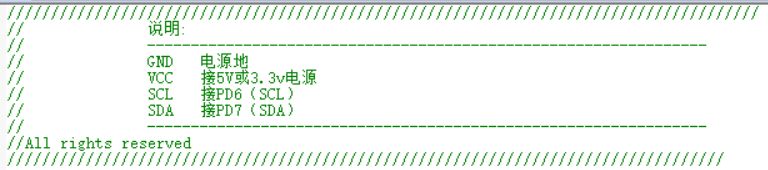 /////////////////////////////////////////////////////////////////////////////////////
//              说明:
//              ----------------------------------------------------------------
//              GND   电源地
//              VCC   接5V或3.3v电源
//              SCL   接PD6（SCL）
//              SDA   接PD7（SDA）
//              ----------------------------------------------------------------
//All rights reserved
/////////////////////////////////////////////////////////////////////////////////